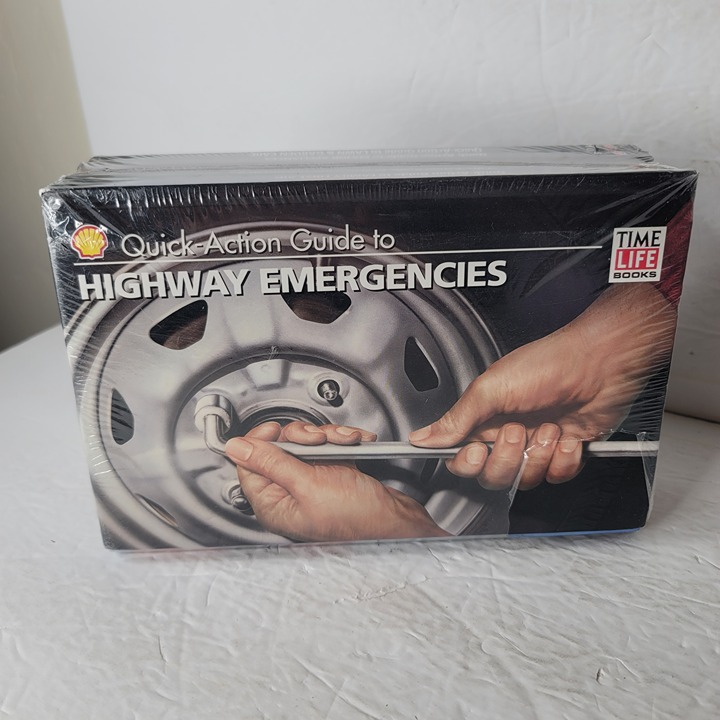 Quick-Action Guide to
HIGHWAY EMERGENCIES
TIME
LIFE
BOOKS